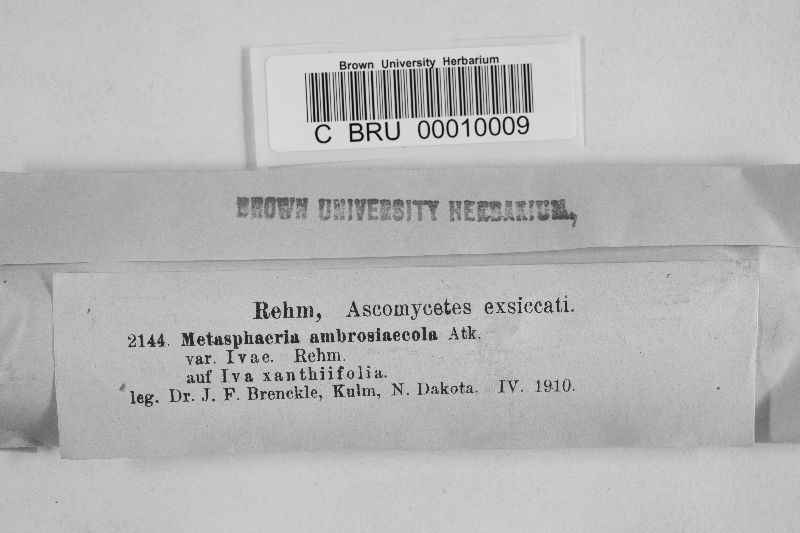 Brown University Herbarium
C BRU 00010009
BROWN UNIVERSITY HERBARIUM,
Rehm, Ascomycetes exsiccati.
2144. Metasphaeria ambrosiaecola Atk.
var. Ivae. Rehm.
auf Iva xanthiifolia.
leg. Dr. J. F. Brenckle, Kulm, N. Dakota. IV. 1910.